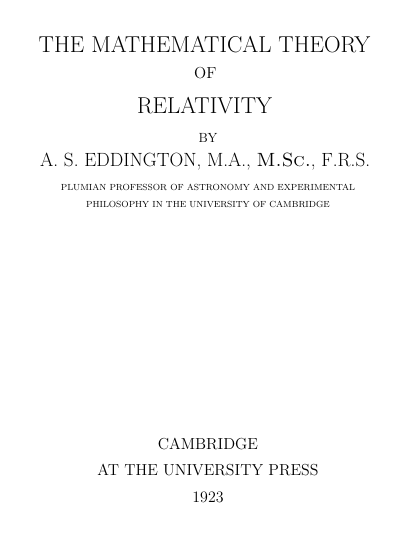 THE MATHEMATICAL THEORY
OF
RELATIVITY
BY
A. S. EDDINGTON, M.A., M.Sc., F.R.S.
PLUMIAN PROFESSOR OF ASTRONOMY AND EXPERIMENTAL
PHILOSOPHY IN THE UNIVERSITY OF CAMBRIDGE
CAMBRIDGE
AT THE UNIVERSITY PRESS
1923